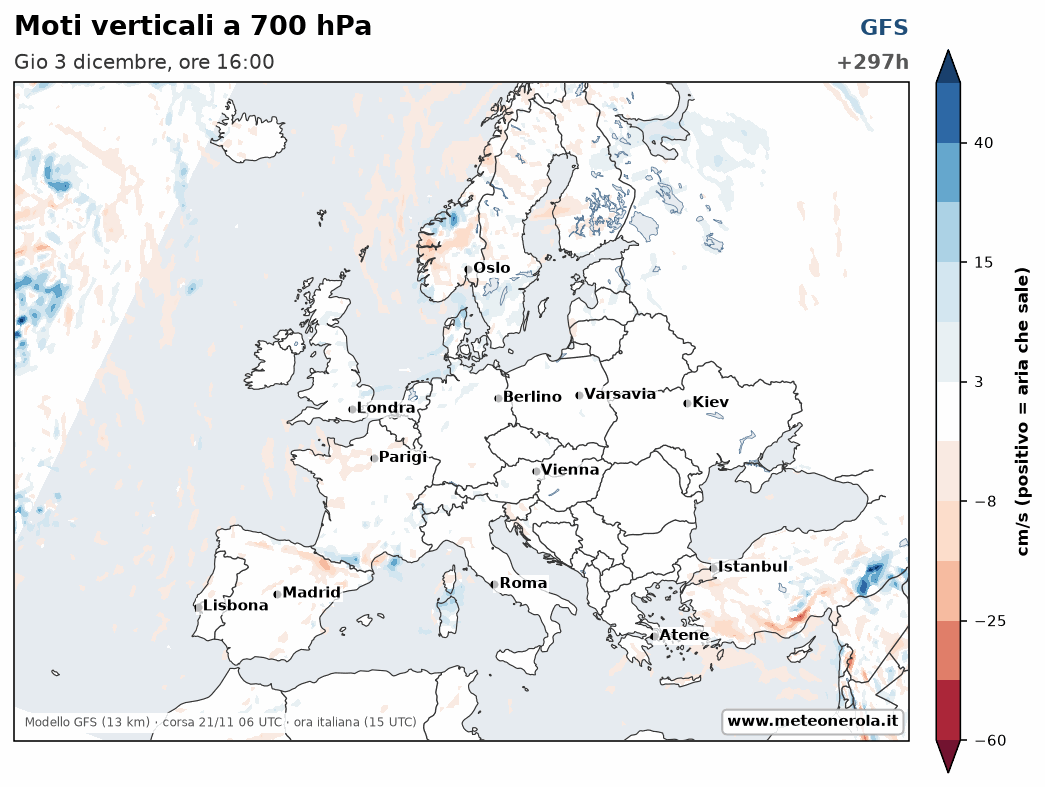 Moti verticali a 700 hPa
GFS
Gio 3 dicembre, ore 16:00
+297h
40
15
3
−8
−25
−60
cm/s (positivo = aria che sale)
Oslo
Berlino
Varsavia
Kiev
Londra
Parigi
Vienna
Istanbul
Roma
Madrid
Lisbona
Atene
Modello GFS (13 km) · corsa 21/11 06 UTC · ora italiana (15 UTC)
www.meteonerola.it